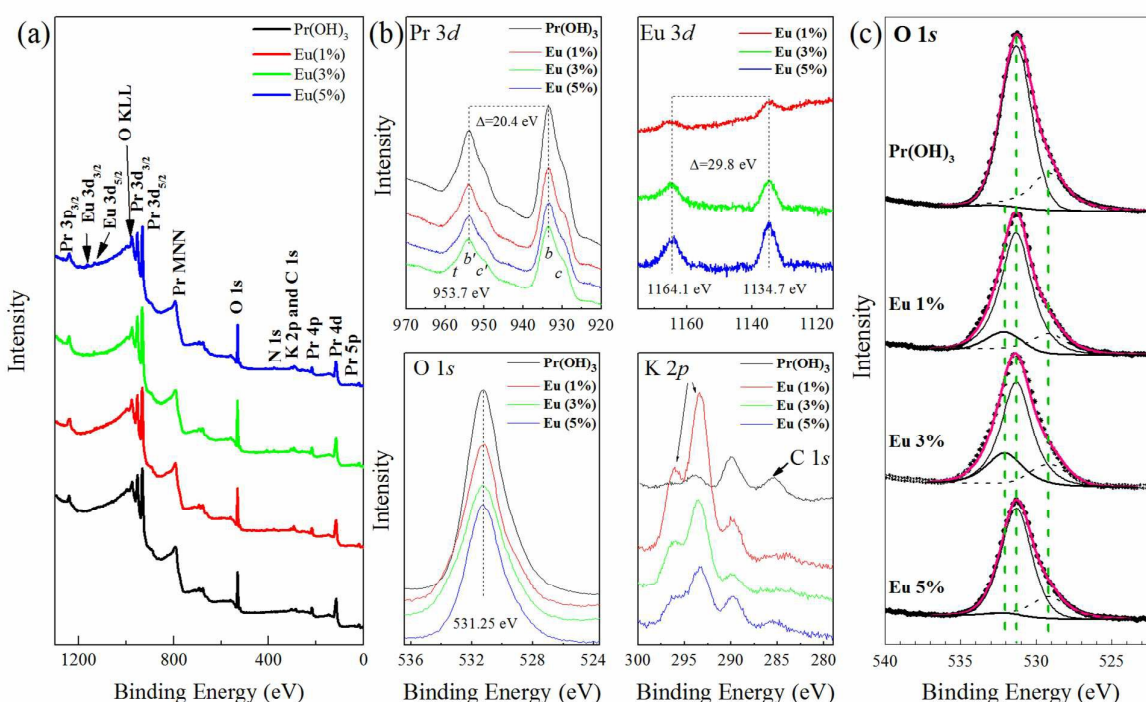 (a)
Pr(OH)₃
Eu(1%)
Eu(3%)
Eu(5%)
Pr 3p₃/₂
Eu 3d₃/₂
Eu 3d₅/₂
O KLL
Pr 3d₃/₂
Pr 3d₅/₂
Pr MNN
O 1s
N 1s
K 2p and C 1s
Pr 4p
Pr 4d
Pr 5p
Intensity
1200 800 400 0
Binding Energy (eV)
(b) Pr 3d
Pr(OH)₃
Eu (1%)
Eu (3%)
Eu (5%)
Δ=20.4 eV
t b' c' b c
953.7 eV
Intensity
970 960 950 940 930 920
Eu 3d
Eu (1%)
Eu (3%)
Eu (5%)
Δ=29.8 eV
1164.1 eV 1134.7 eV
1160 1140 1120
O 1s
Pr(OH)₃
Eu (1%)
Eu (3%)
Eu (5%)
531.25 eV
Intensity
536 532 528 524
Binding Energy (eV)
K 2p
Pr(OH)₃
Eu (1%)
Eu (3%)
Eu (5%)
C 1s
300 295 290 285 280
Binding Energy (eV)
(c)
O 1s
Pr(OH)₃
Eu 1%
Eu 3%
Eu 5%
Intensity
540 535 530 525
Binding Energy (eV)